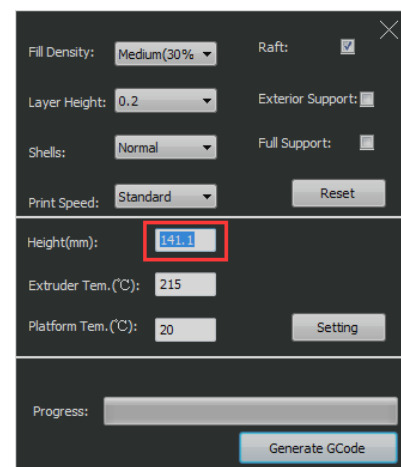 Fill Density: Medium(30% Raft:
Layer Height: 0.2 Exterior Support:
Shells: Normal Full Support:
Print Speed: Standard Reset
Height(mm): 141.1
Extruder Tem.(℃): 215
Platform Tem.(℃): 20 Setting
Progress:
Generate GCode